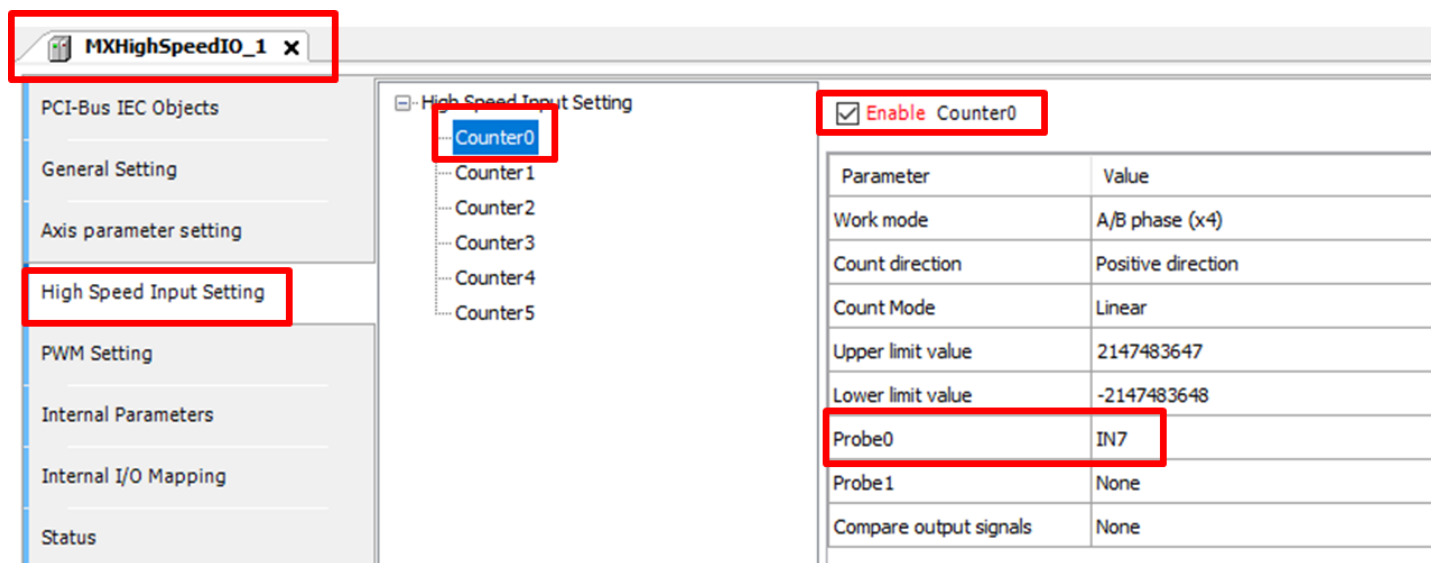 MXHighSpeedIO_1
PCI-Bus IEC Objects
General Setting
Axis parameter setting
High Speed Input Setting
PWM Setting
Internal Parameters
Internal I/O Mapping
Status
High Speed Input Setting
Counter0
Counter1
Counter2
Counter3
Counter4
Counter5
Enable Counter0
Parameter Value
Work mode A/B phase (x4)
Count direction Positive direction
Count Mode Linear
Upper limit value 2147483647
Lower limit value -2147483648
Probe0 IN7
Probe1 None
Compare output signals None